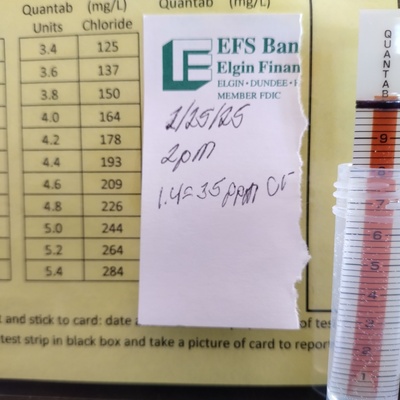 Quantab (mg/L)
Units Chloride
3.4 125
3.6 137
3.8 150
4.0 164
4.2 178
4.4 193
4.6 209
4.8 226
5.0 244
5.2 264
5.4 284
Quantab (mg/L)
EFS Ban
Elgin Finan
ELGIN · DUNDEE ·
MEMBER FDIC
2/25/25
2pm
1.4=35ppm Cl-
QUANTAB
9
8
7
6
5
4
3
2
1
and stick to card: date a
of tes
test strip in black box and take a picture of card to report